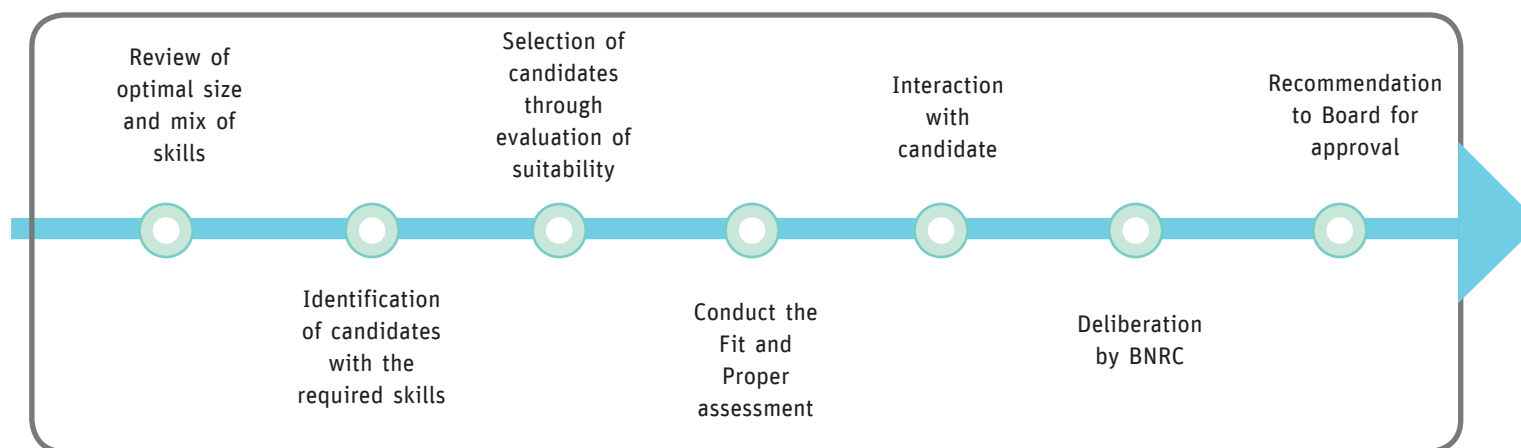 Review of
optimal size
and mix of
skills
Identification
of candidates
with the
required skills
Selection of
candidates
through
evaluation of
suitability
Conduct the
Fit and
Proper
assessment
Interaction
with
candidate
Deliberation
by BNRC
Recommendation
to Board for
approval